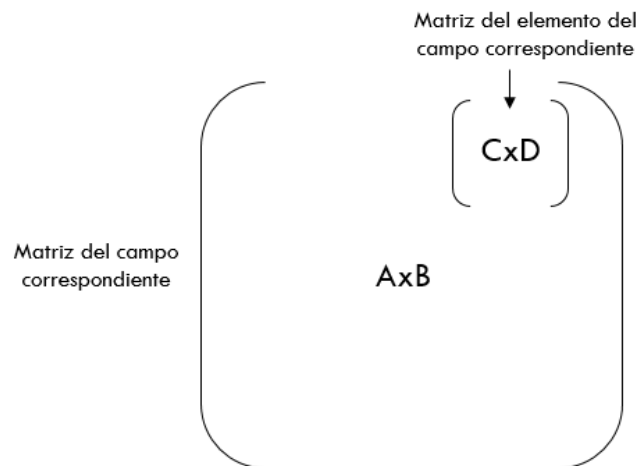 Matriz del elemento del
campo correspondiente
CxD
Matriz del campo
correspondiente
AxB